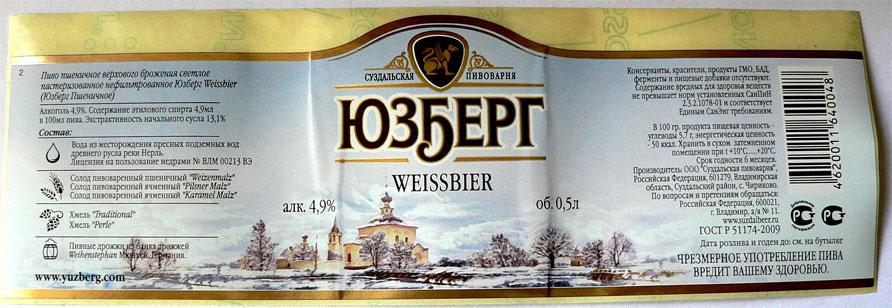 2
Пиво пшеничное верхового брожения светлое
пастеризованное нефильтрованное Юзберг Weissbier
(Юзберг Пшеничное)
Алкоголь 4,9%. Содержание этилового спирта 4,9мл
в 100мл пива. Экстрактивность начального сусла 13,1%
Состав:
Вода из месторождения пресных подземных вод
древнего русла реки Нерль.
Лицензия на пользование недрами № ВЛМ 00213 ВЭ
Солод пивоваренный пшеничный "Weizenmalz"
Солод пивоваренный ячменный "Pilsner Malz"
Солод пивоваренный ячменный "Karamel Malz"
Хмель "Traditional"
Хмель "Perle"
Пивные дрожжи из банка дрожжей
Weihenstephan Мюнхен, Германия.
www.yuzberg.com
СУЗДАЛЬСКАЯ ПИВОВАРНЯ
ЮЗБЕРГ
WEISSBIER
алк. 4,9%
об. 0,5л
Консерванты, красители, продукты ГМО, БАД,
ферменты и пищевые добавки отсутствуют.
Содержание вредных для здоровья веществ
не превышает норм установленных СанПиН
2.3.2.1078-01 и соответствует
Единым СанЭпг требованиям.
В 100 гр. продукта пищевая ценность -
углеводы 5,7 г, энергетическая ценность
- 50 ккал. Хранить в сухом затемненном
помещении при t +10°С.....+20°С.
Срок годности 6 месяцев.
Производитель: ООО "Суздальская пивоварня",
Российская Федерация, 601279, Владимирская
область, Суздальский район, с. Чириково.
По вопросам и претензиям обращаться:
Российская Федерация, 600021,
г. Владимир, а/я № 11.
www.suzdalbeer.ru
ГОСТ Р 51174-2009
Дата розлива и годен до: см. на бутылке
ЧРЕЗМЕРНОЕ УПОТРЕБЛЕНИЕ ПИВА
ВРЕДИТ ВАШЕМУ ЗДОРОВЬЮ.
4620011640048